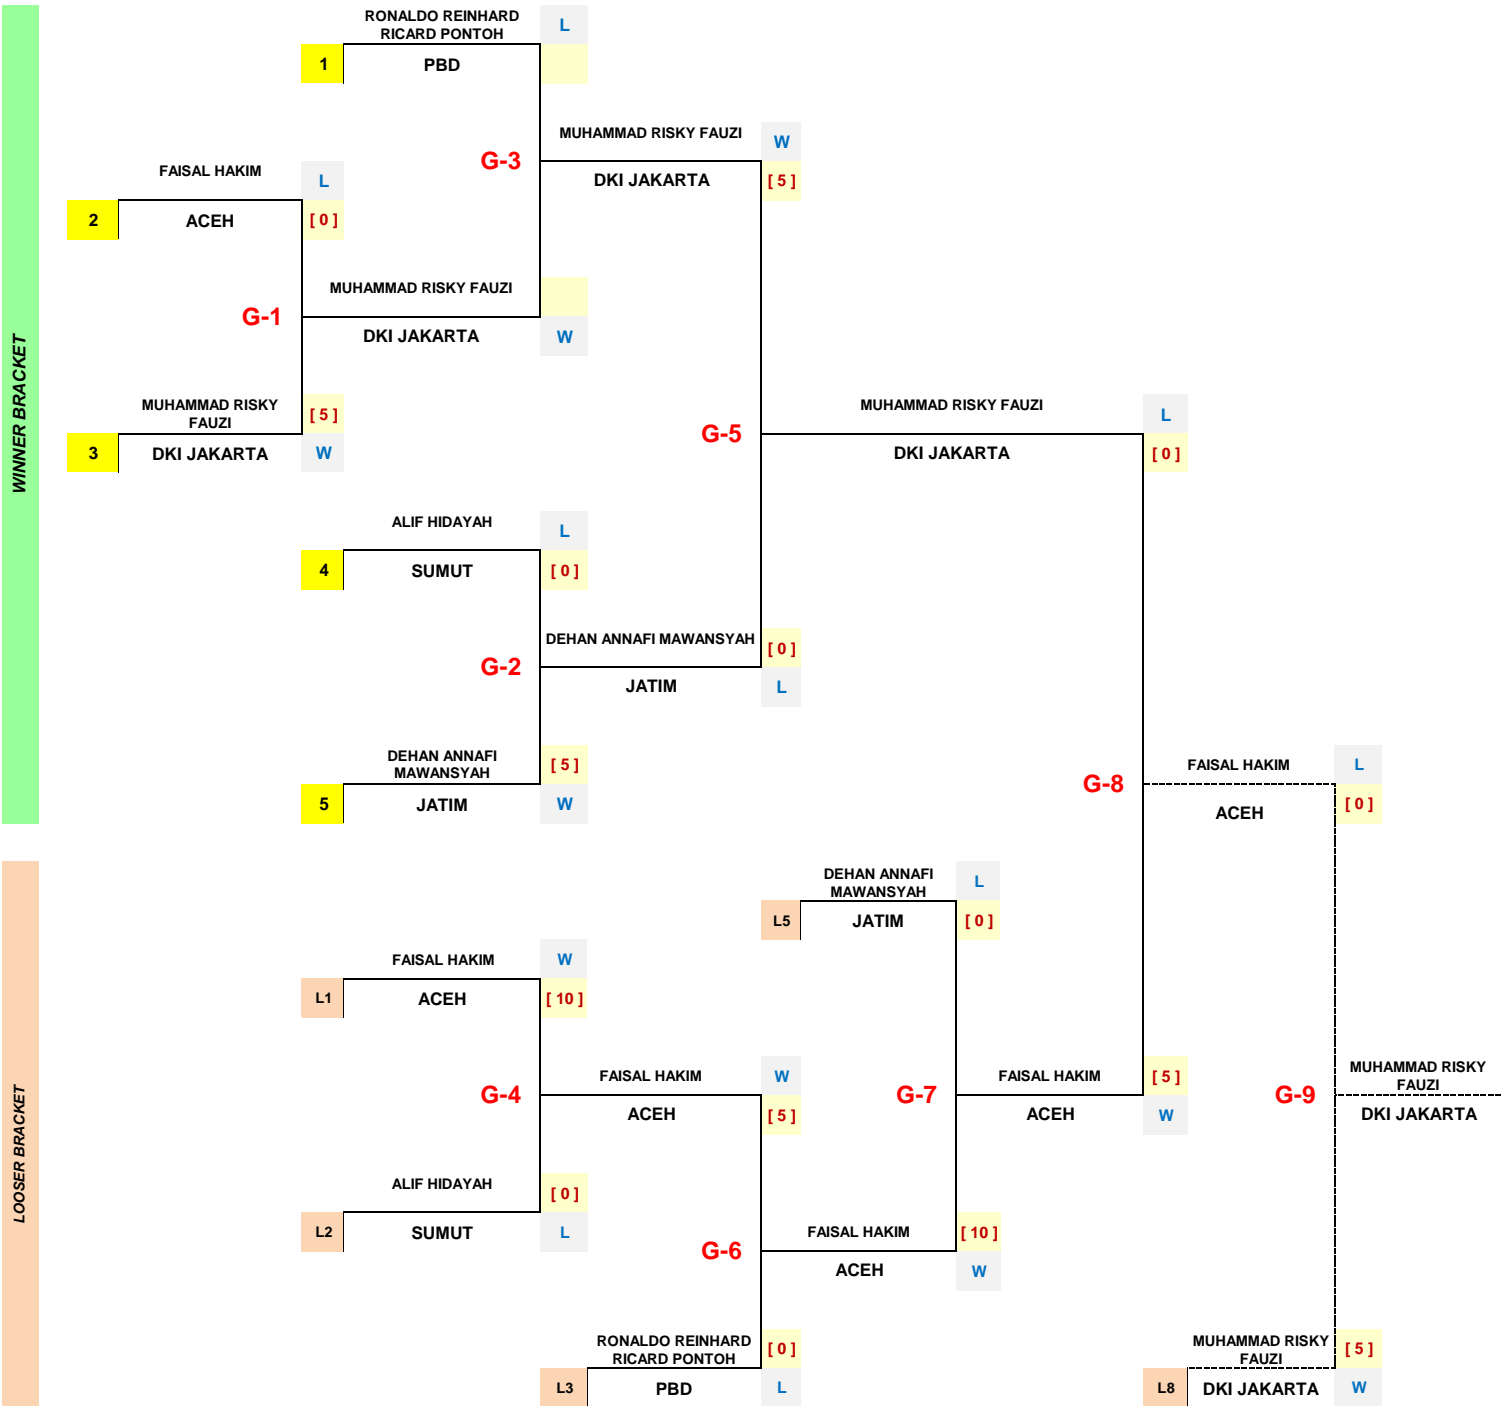 WINNER BRACKET
RONALDO REINHARD
RICARD PONTOH
L
1
PBD
G-3
MUHAMMAD RISKY FAUZI
W
DKI JAKARTA
[ 5 ]
FAISAL HAKIM
L
2
ACEH
[ 0 ]
G-1
MUHAMMAD RISKY FAUZI
DKI JAKARTA
W
MUHAMMAD RISKY
FAUZI
[ 5 ]
3
DKI JAKARTA
W
G-5
MUHAMMAD RISKY FAUZI
L
DKI JAKARTA
[ 0 ]
ALIF HIDAYAH
L
4
SUMUT
[ 0 ]
G-2
DEHAN ANNAFI MAWANSYAH
[ 0 ]
JATIM
L
DEHAN ANNAFI
MAWANSYAH
[ 5 ]
5
JATIM
W
G-8
FAISAL HAKIM
L
ACEH
[ 0 ]
LOOSER BRACKET
DEHAN ANNAFI
MAWANSYAH
L
L5
JATIM
[ 0 ]
FAISAL HAKIM
W
L1
ACEH
[ 10 ]
G-4
FAISAL HAKIM
W
ACEH
[ 5 ]
G-7
FAISAL HAKIM
[ 5 ]
ACEH
W
G-9
MUHAMMAD RISKY
FAUZI
DKI JAKARTA
ALIF HIDAYAH
[ 0 ]
L2
SUMUT
L
G-6
FAISAL HAKIM
[ 10 ]
ACEH
W
RONALDO REINHARD
RICARD PONTOH
[ 0 ]
L3
PBD
L
MUHAMMAD RISKY
FAUZI
[ 5 ]
L8
DKI JAKARTA
W